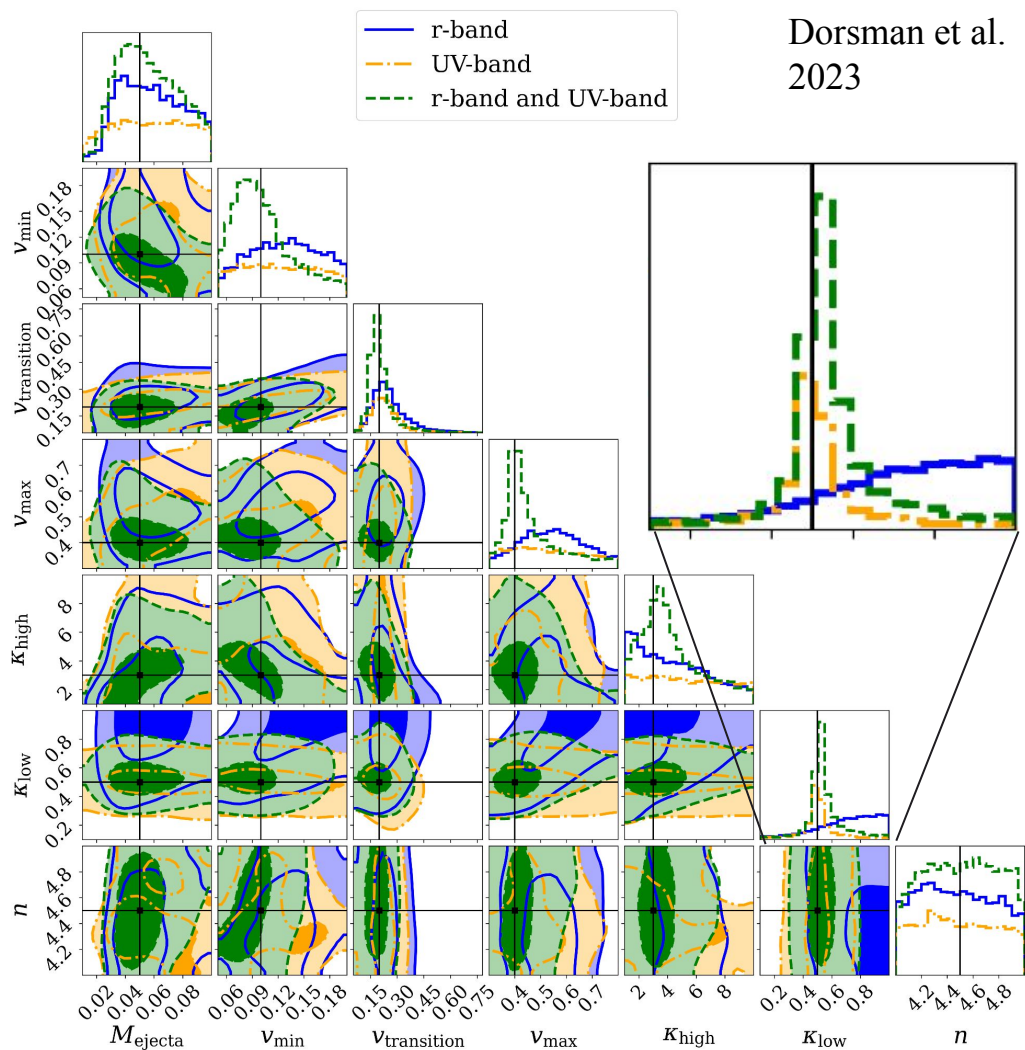 r-band
UV-band
r-band and UV-band
Dorsman et al.
2023
v_min
0.18
0.15
0.12
0.09
0.06
v_transition
0.75
0.60
0.45
0.30
0.15
v_max
0.7
0.6
0.5
0.4
κ_high
8
6
4
2
κ_low
0.8
0.6
0.4
0.2
n
4.8
4.6
4.4
4.2
0.02 0.04 0.06 0.08
0.06 0.09 0.12 0.15 0.18
0.15 0.30 0.45 0.60 0.75
0.4 0.5 0.6 0.7
2 4 6 8
0.2 0.4 0.6 0.8
4.2 4.4 4.6 4.8
M_ejecta v_min v_transition v_max κ_high κ_low n